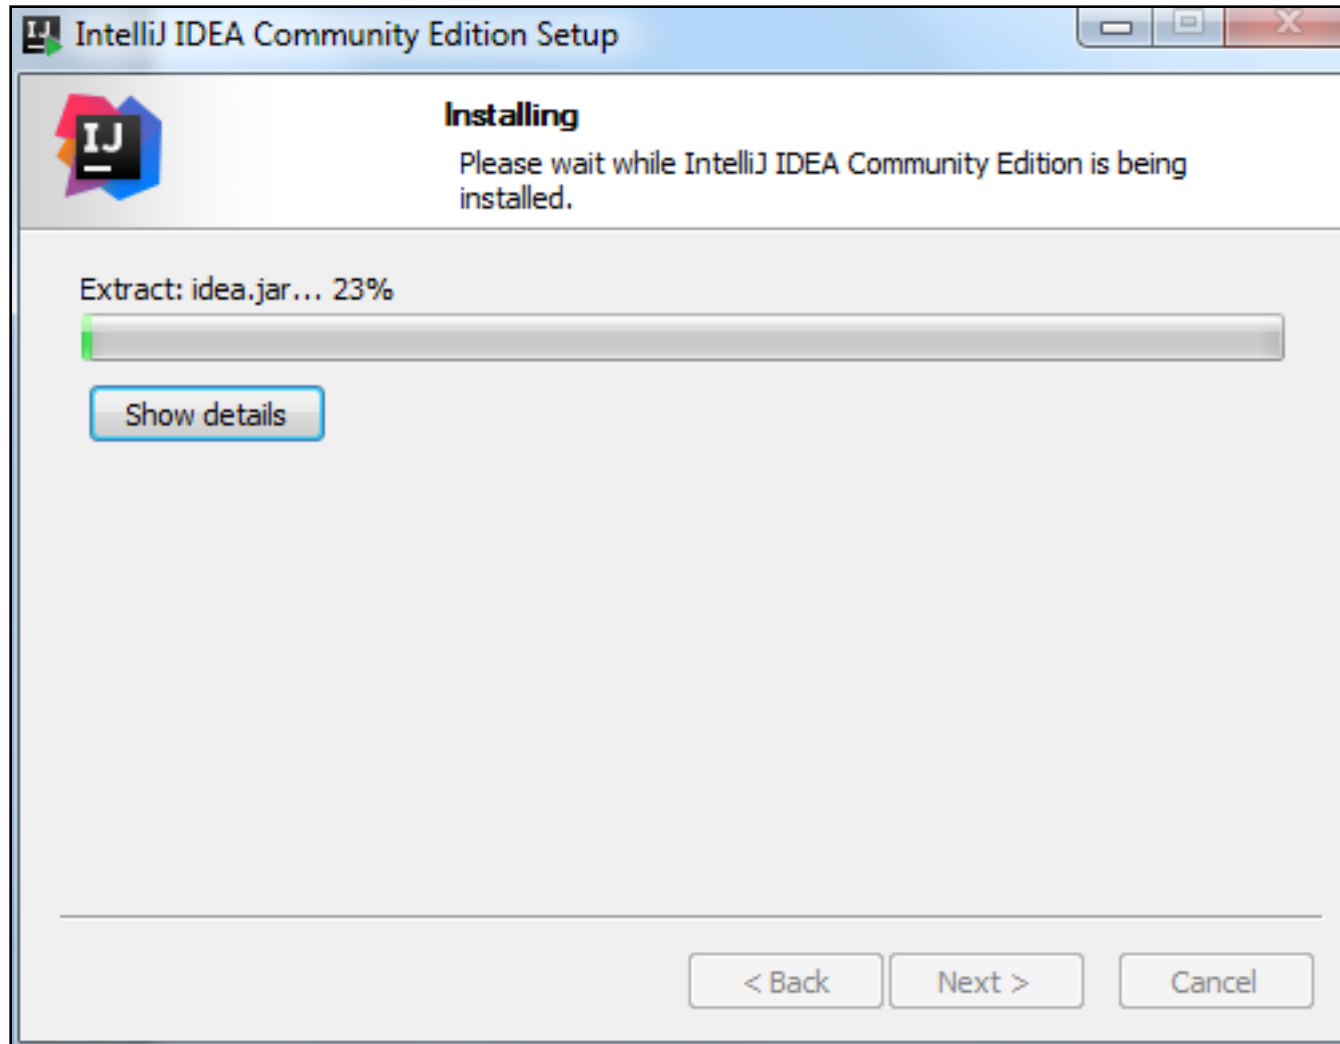 IntelliJ IDEA Community Edition Setup
IJ
Installing
Please wait while IntelliJ IDEA Community Edition is being
installed.
Extract: idea.jar... 23%
Show details
< Back
Next >
Cancel